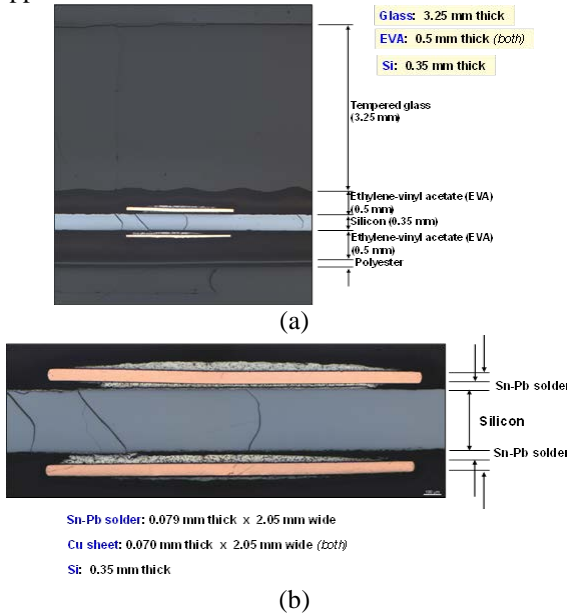 Glass: 3.25 mm thick
EVA: 0.5 mm thick (both)
Si: 0.35 mm thick
Tempered glass
(3.25 mm)
Ethylene-vinyl acetate (EVA)
(0.5 mm)
Silicon (0.35 mm)
Ethylene-vinyl acetate (EVA)
(0.5 mm)
Polyester
(a)
Sn-Pb solder
Silicon
Sn-Pb solder
Sn-Pb solder: 0.079 mm thick x 2.05 mm wide
Cu sheet: 0.070 mm thick x 2.05 mm wide (both)
Si: 0.35 mm thick
(b)